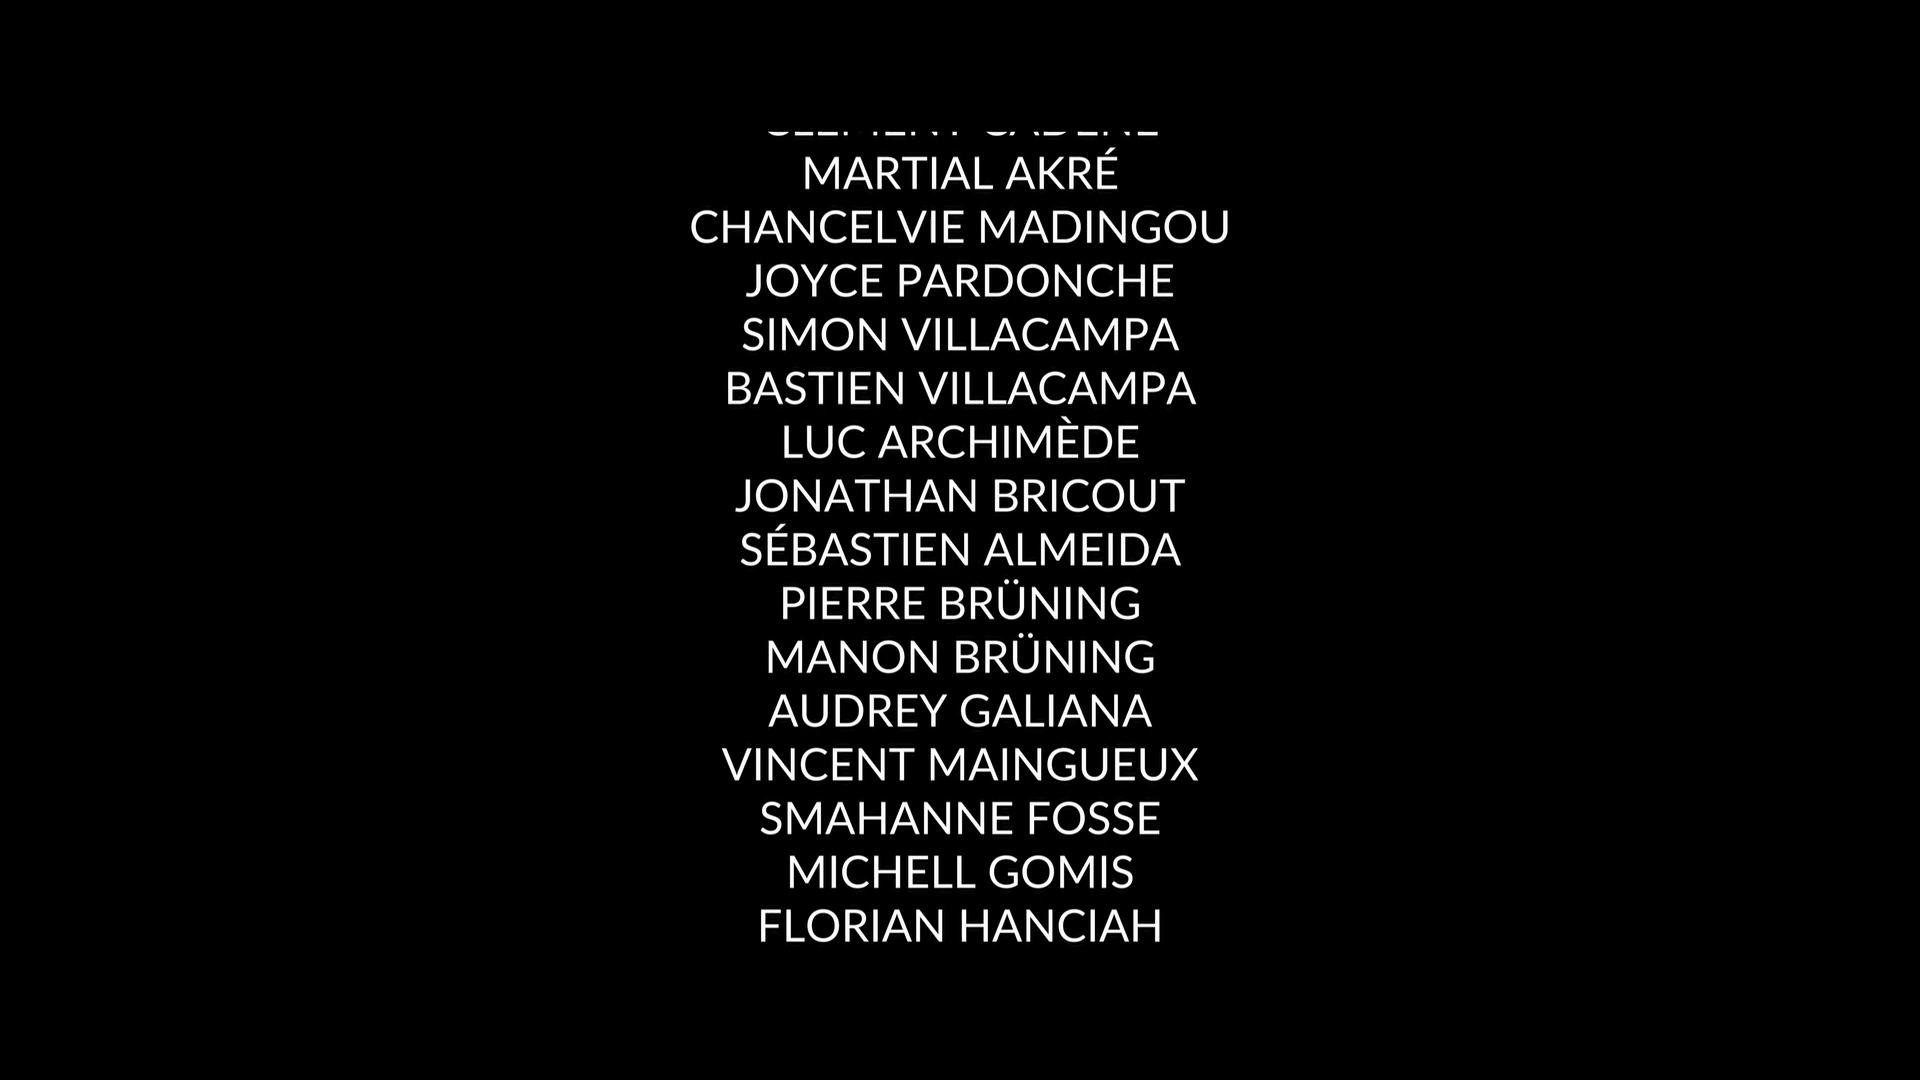 MARTIAL AKRÉ
CHANCELVIE MADINGOU
JOYCE PARDONCHE
SIMON VILLACAMPA
BASTIEN VILLACAMPA
LUC ARCHIMÈDE
JONATHAN BRICOUT
SÉBASTIEN ALMEIDA
PIERRE BRÜNING
MANON BRÜNING
AUDREY GALIANA
VINCENT MAINGUEUX
SMAHANNE FOSSE
MICHELL GOMIS
FLORIAN HANCIAH